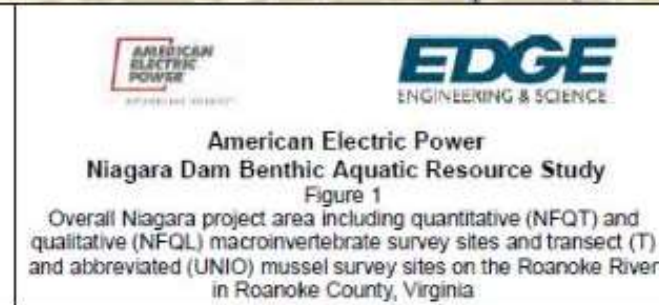 AMERICAN
ELECTRIC
POWER
EDGE
ENGINEERING & SCIENCE
American Electric Power
Niagara Dam Benthic Aquatic Resource Study
Figure 1
Overall Niagara project area including quantitative (NFQT) and
qualitative (NFQL) macroinvertebrate survey sites and transect (T)
and abbreviated (UNIO) mussel survey sites on the Roanoke River
in Roanoke County, Virginia